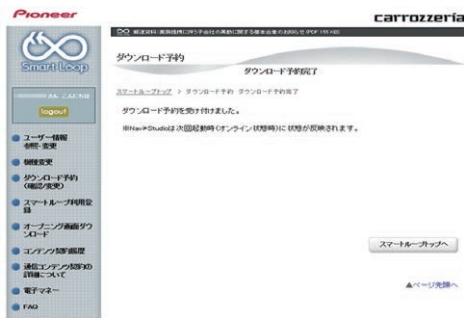 Pioneer
carrozzeria
Smart Loop
logout
ユーザー情報
参照・変更
機種変更
ダウンロード予約
(確認/変更)
スマートループ利用登
録
オープニング画面ダウ
ンロード
コンテンツ契約履歴
通信コンテンツ契約の
詳細について
電子マネー
FAQ
ダウンロード予約
ダウンロード予約完了
スマートループトップ > ダウンロード予約 ダウンロード予約完了
ダウンロード予約を受け付けました。
※Navi*Studioは次回起動時(オンライン状態時)に状態が反映されます。
スマートループトップへ
▲ページ先頭へ